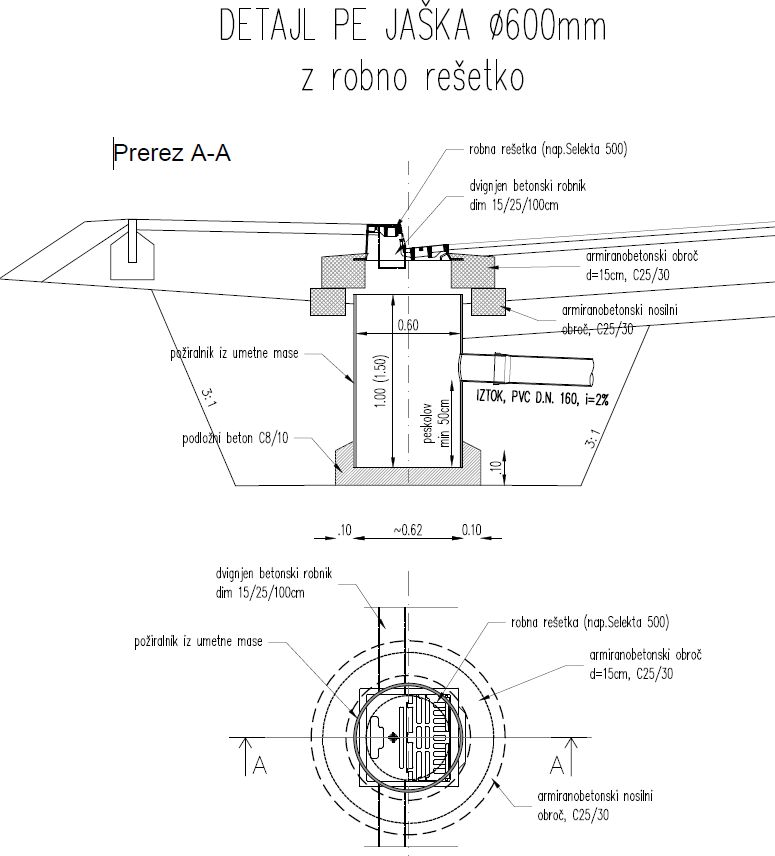 DETAJL PE JAŠKA Ø600mm
z robno rešetko
Prerez A-A
robna rešetka (nap.Selekta 500)
dvignjen betonski robnik
dim 15/25/100cm
armiranobetonski obroč
d=15cm, C25/30
armiranobetonski nosilni
obroč, C25/30
0.60
požiralnik iz umetne mase
1.00 (1.50)
peskolov
min 50cm
IZTOK, PVC D.N. 160, i=2%
3:1
3:1
podložni beton C8/10
.10
.10
~0.62
0.10
dvignjen betonski robnik
dim 15/25/100cm
robna rešetka (nap.Selekta 500)
požiralnik iz umetne mase
armiranobetonski obroč
d=15cm, C25/30
A
A
armiranobetonski nosilni
obroč, C25/30